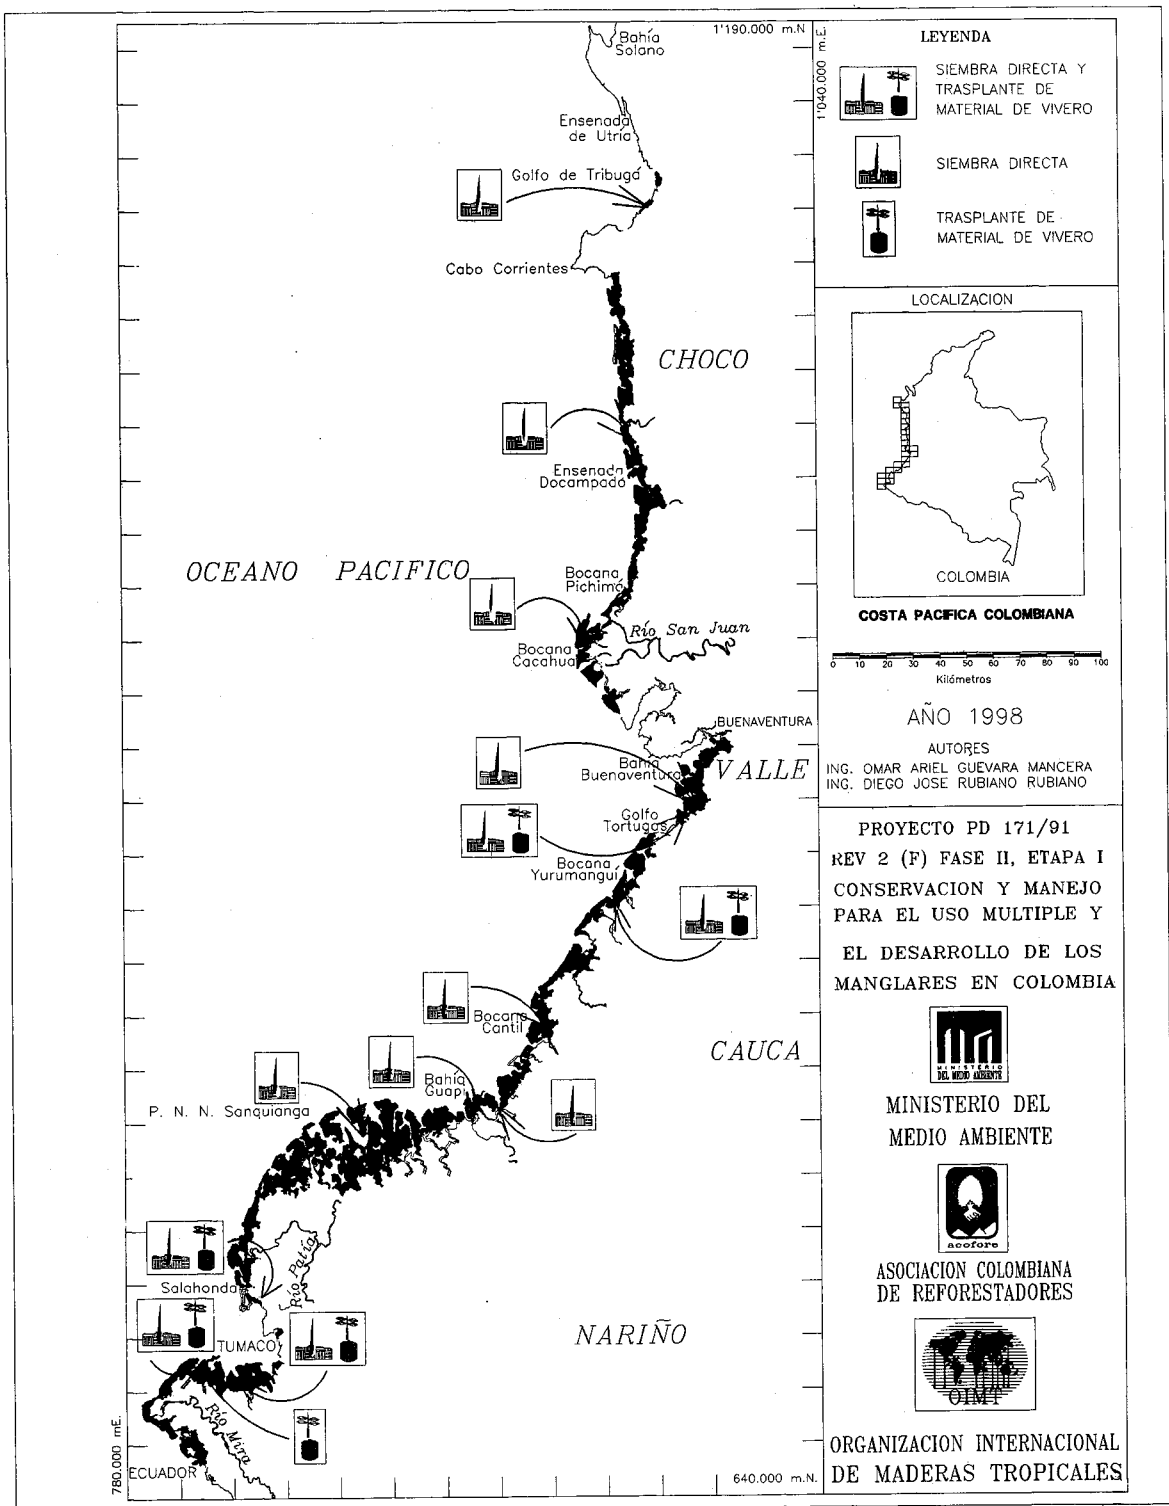 Bahía
Solano
1'190.000 m.N
1'040.000 m.E.
Ensenada
de Utría
Golfo de Tribugá
Cabo Corrientes
CHOCO
Ensenada
Docampadó
OCEANO PACIFICO
Bocana
Pichimá
Río San Juan
Bocana
Cacahual
BUENAVENTURA
Bahía
Buenaventura
VALLE
Golfo
Tortugas
Bocana
Yurumanguí
Bocana
Cantil
CAUCA
Bahía
Guapi
P. N. N. Sanquianga
Río Patía
Salahonda
TUMACO
NARIÑO
Río Mira
ECUADOR
780.000 mE.
640.000 m.N.
LEYENDA
SIEMBRA DIRECTA Y
TRASPLANTE DE
MATERIAL DE VIVERO
SIEMBRA DIRECTA
TRASPLANTE DE
MATERIAL DE VIVERO
LOCALIZACION
COLOMBIA
COSTA PACIFICA COLOMBIANA
0 10 20 30 40 50 60 70 80 90 100
Kilómetros
AÑO 1998
AUTORES
ING. OMAR ARIEL GUEVARA MANCERA
ING. DIEGO JOSE RUBIANO RUBIANO
PROYECTO PD 171/91
REV 2 (F) FASE II, ETAPA I
CONSERVACION Y MANEJO
PARA EL USO MULTIPLE Y
EL DESARROLLO DE LOS
MANGLARES EN COLOMBIA
MINISTERIO
DEL MEDIO AMBIENTE
MINISTERIO DEL
MEDIO AMBIENTE
acofore
ASOCIACION COLOMBIANA
DE REFORESTADORES
OIMT
ORGANIZACION INTERNACIONAL
DE MADERAS TROPICALES